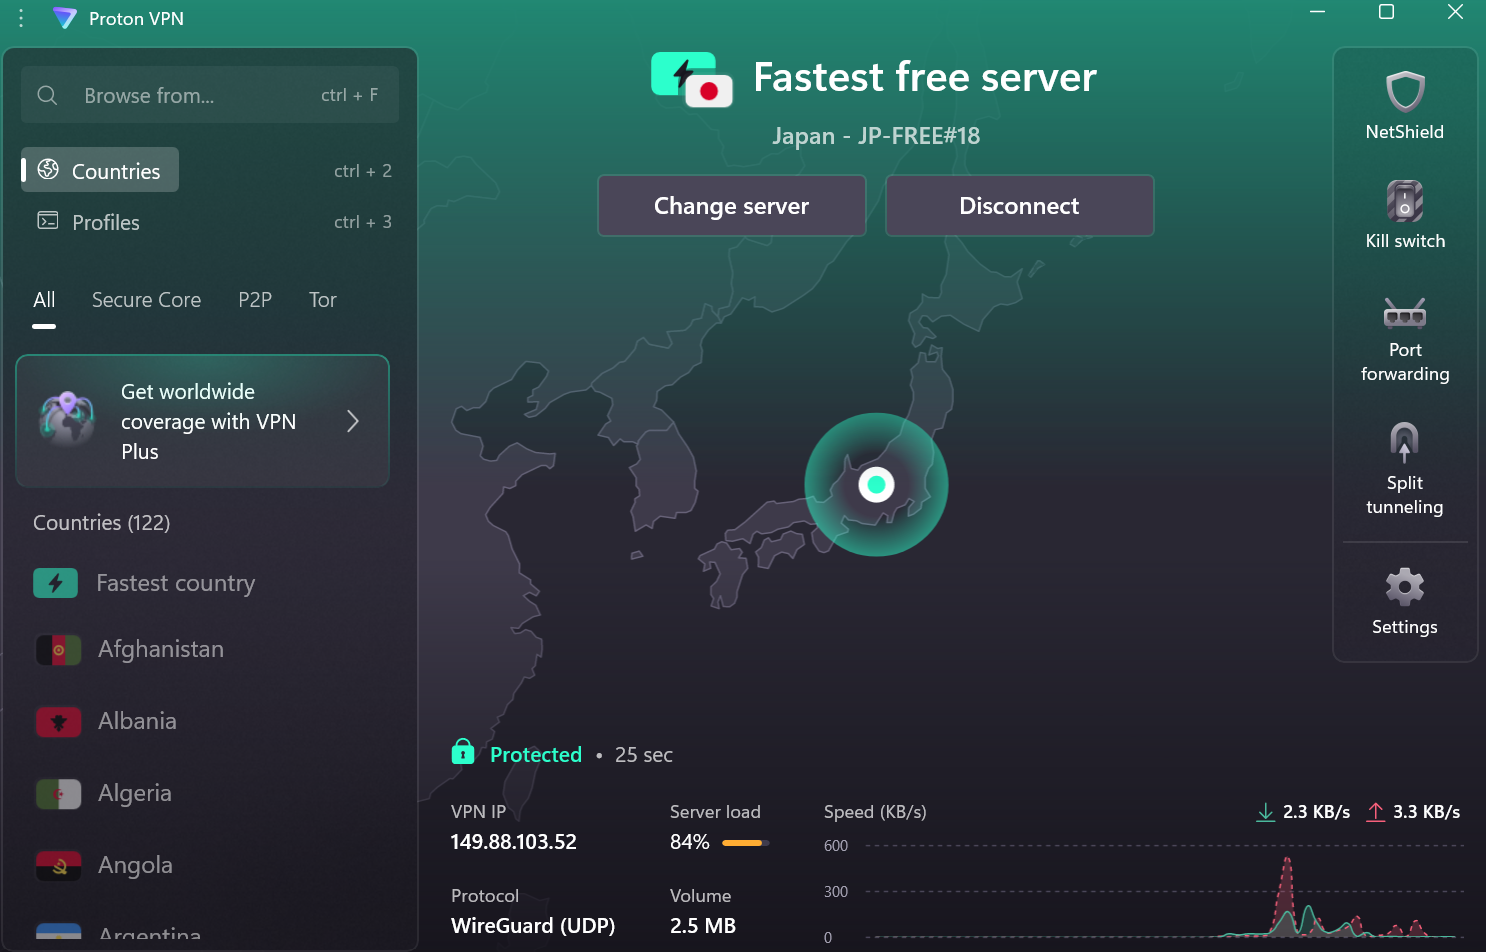 Proton VPN
Browse from...
ctrl + F
Countries
ctrl + 2
Profiles
ctrl + 3
All
Secure Core
P2P
Tor
Get worldwide
coverage with VPN
Plus
Countries (122)
Fastest country
Afghanistan
Albania
Algeria
Angola
Argentina
Fastest free server
Japan - JP-FREE#18
Change server
Disconnect
Protected • 25 sec
VPN IP
149.88.103.52
Server load
84%
Protocol
WireGuard (UDP)
Volume
2.5 MB
Speed (KB/s)
2.3 KB/s
3.3 KB/s
600
300
0
NetShield
Kill switch
Port
forwarding
Split
tunneling
Settings